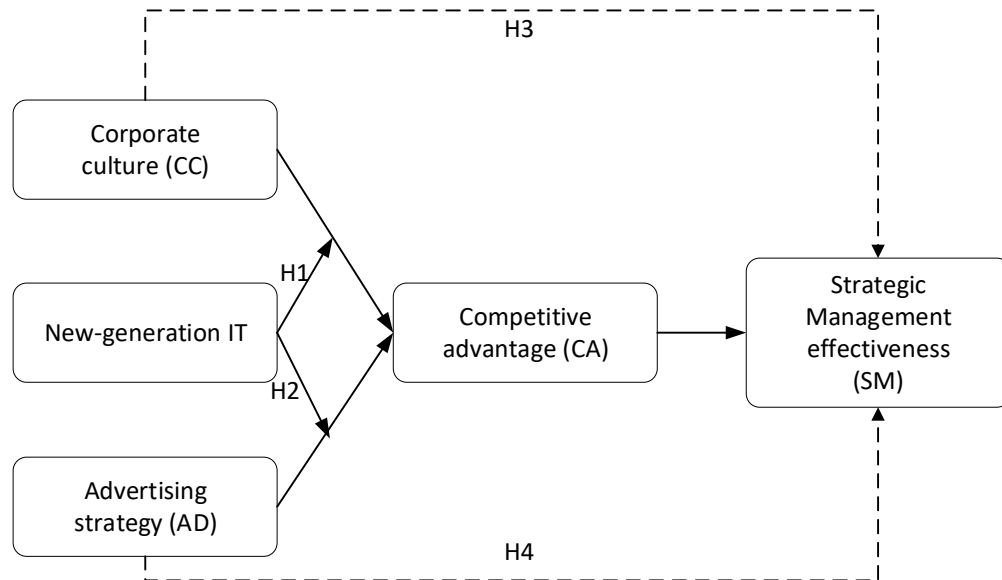 H3
Corporate
culture (CC)
H1
New-generation IT
H2
Competitive
advantage (CA)
Strategic
Management
effectiveness
(SM)
Advertising
strategy (AD)
H4